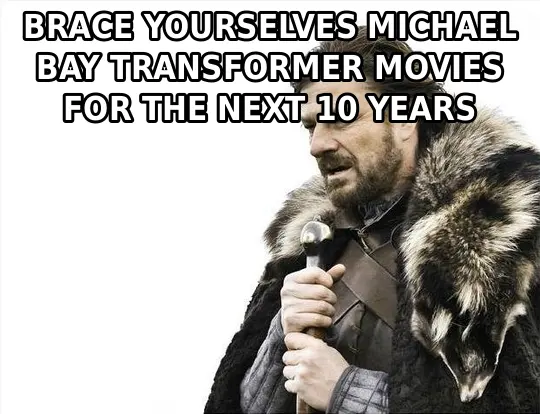 BRACE YOURSELVES MICHAEL
BAY TRANSFORMER MOVIES
FOR THE NEXT 10 YEARS